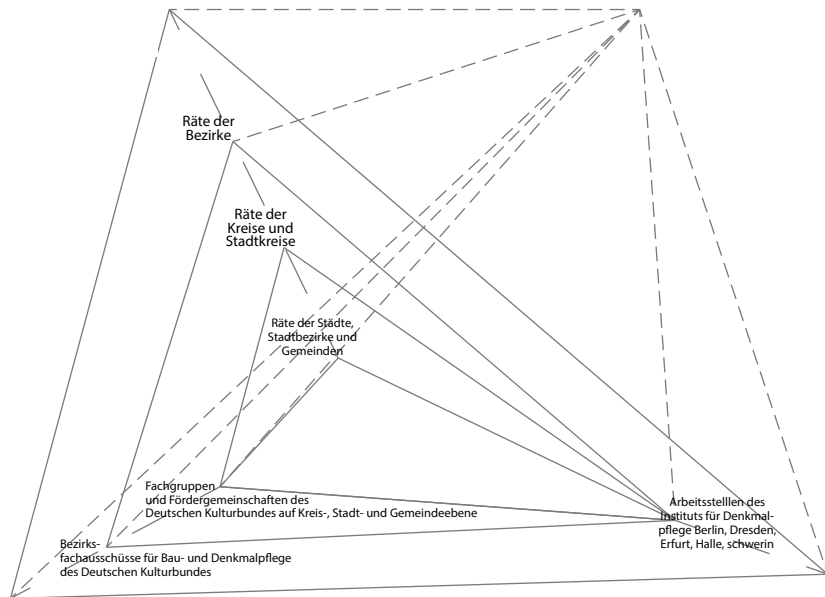 Räte der
Bezirke
Räte der
Kreise und
Stadtkreise
Räte der Städte,
Stadtbezirke und
Gemeinden
Fachgruppen
und Fördergemeinschaften des
Deutschen Kulturbundes auf Kreis-, Stadt- und Gemeindeebene
Arbeitsstelllen des
Instituts für Denkmal-
pflege Berlin, Dresden,
Erfurt, Halle, schwerin
Bezirks-
fachausschüsse für Bau- und Denkmalpflege
des Deutschen Kulturbundes